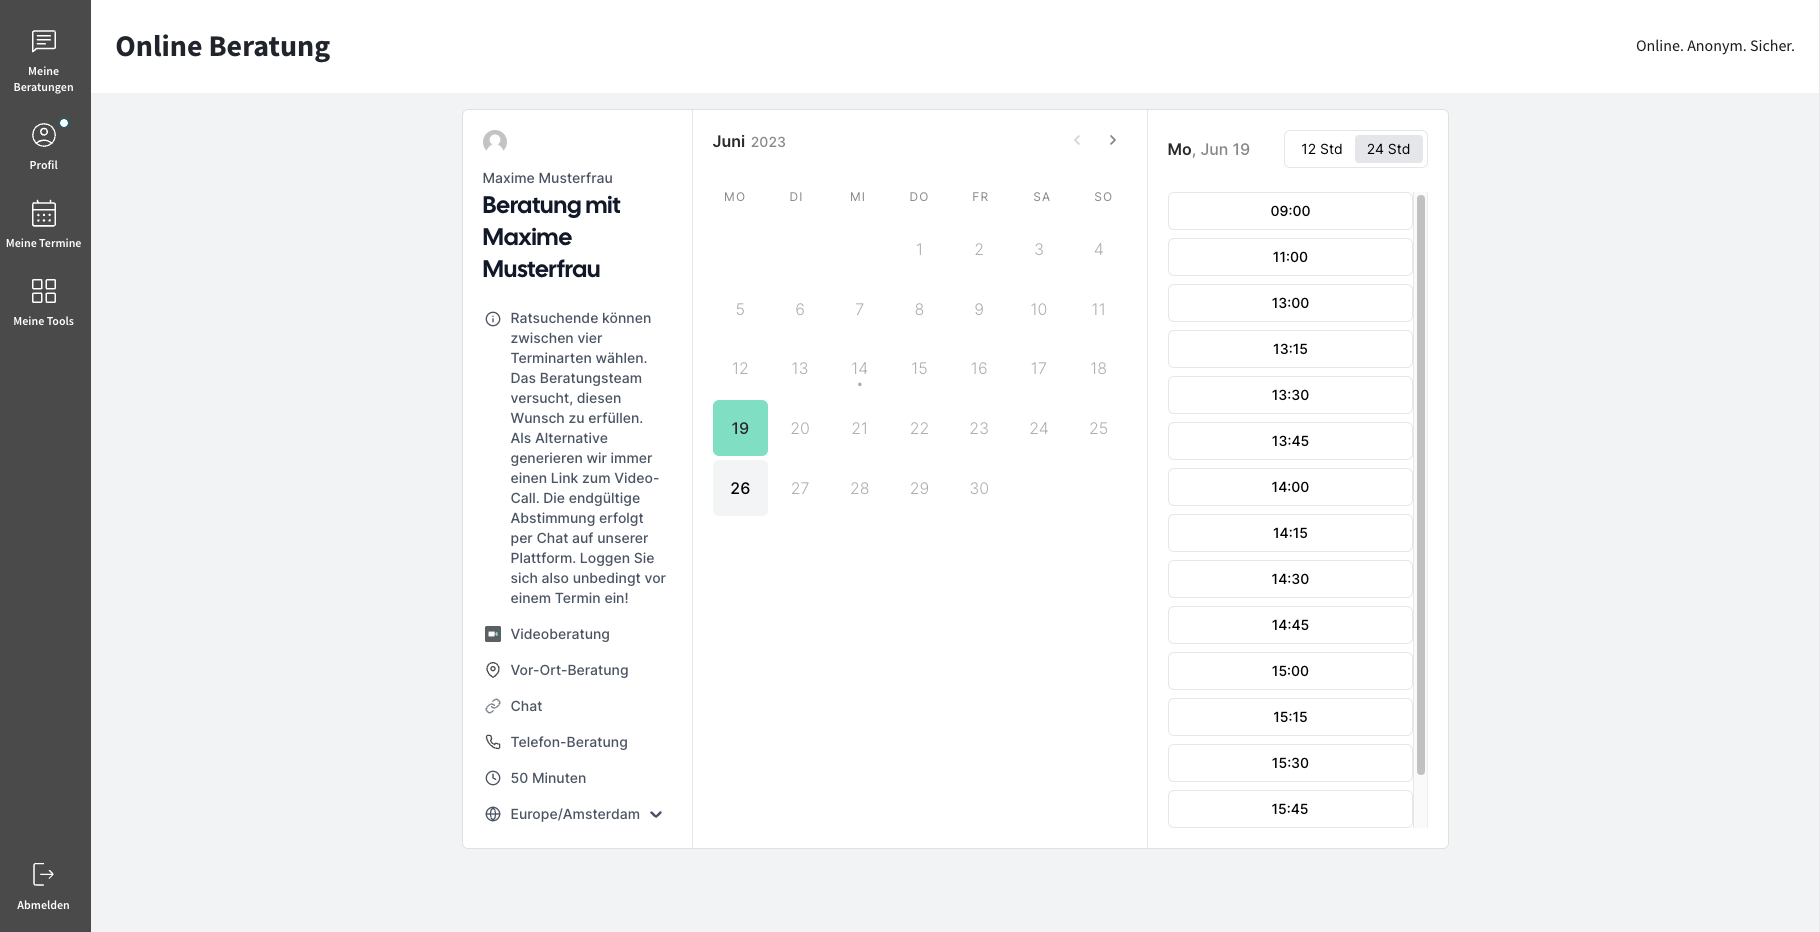 Meine
Beratungen
Profil
Meine Termine
Meine Tools
Abmelden
Online Beratung
Online. Anonym. Sicher.
Maxime Musterfrau
Beratung mit
Maxime
Musterfrau
Ratsuchende können
zwischen vier
Terminarten wählen.
Das Beratungsteam
versucht, diesen
Wunsch zu erfüllen.
Als Alternative
generieren wir immer
einen Link zum Video-
Call. Die endgültige
Abstimmung erfolgt
per Chat auf unserer
Plattform. Loggen Sie
sich also unbedingt vor
einem Termin ein!
Videoberatung
Vor-Ort-Beratung
Chat
Telefon-Beratung
50 Minuten
Europe/Amsterdam
Juni 2023
MO DI MI DO FR SA SO
1 2 3 4
5 6 7 8 9 10 11
12 13 14 15 16 17 18
19 20 21 22 23 24 25
26 27 28 29 30
Mo, Jun 19
12 Std 24 Std
09:00
11:00
13:00
13:15
13:30
13:45
14:00
14:15
14:30
14:45
15:00
15:15
15:30
15:45